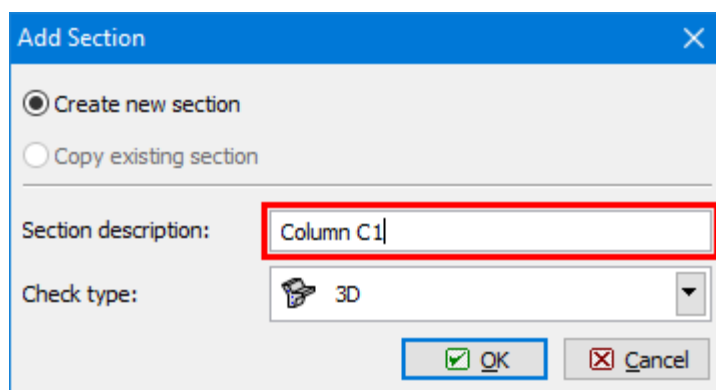 Add Section
Create new section
Copy existing section
Section description: Column C1
Check type: 3D
OK Cancel